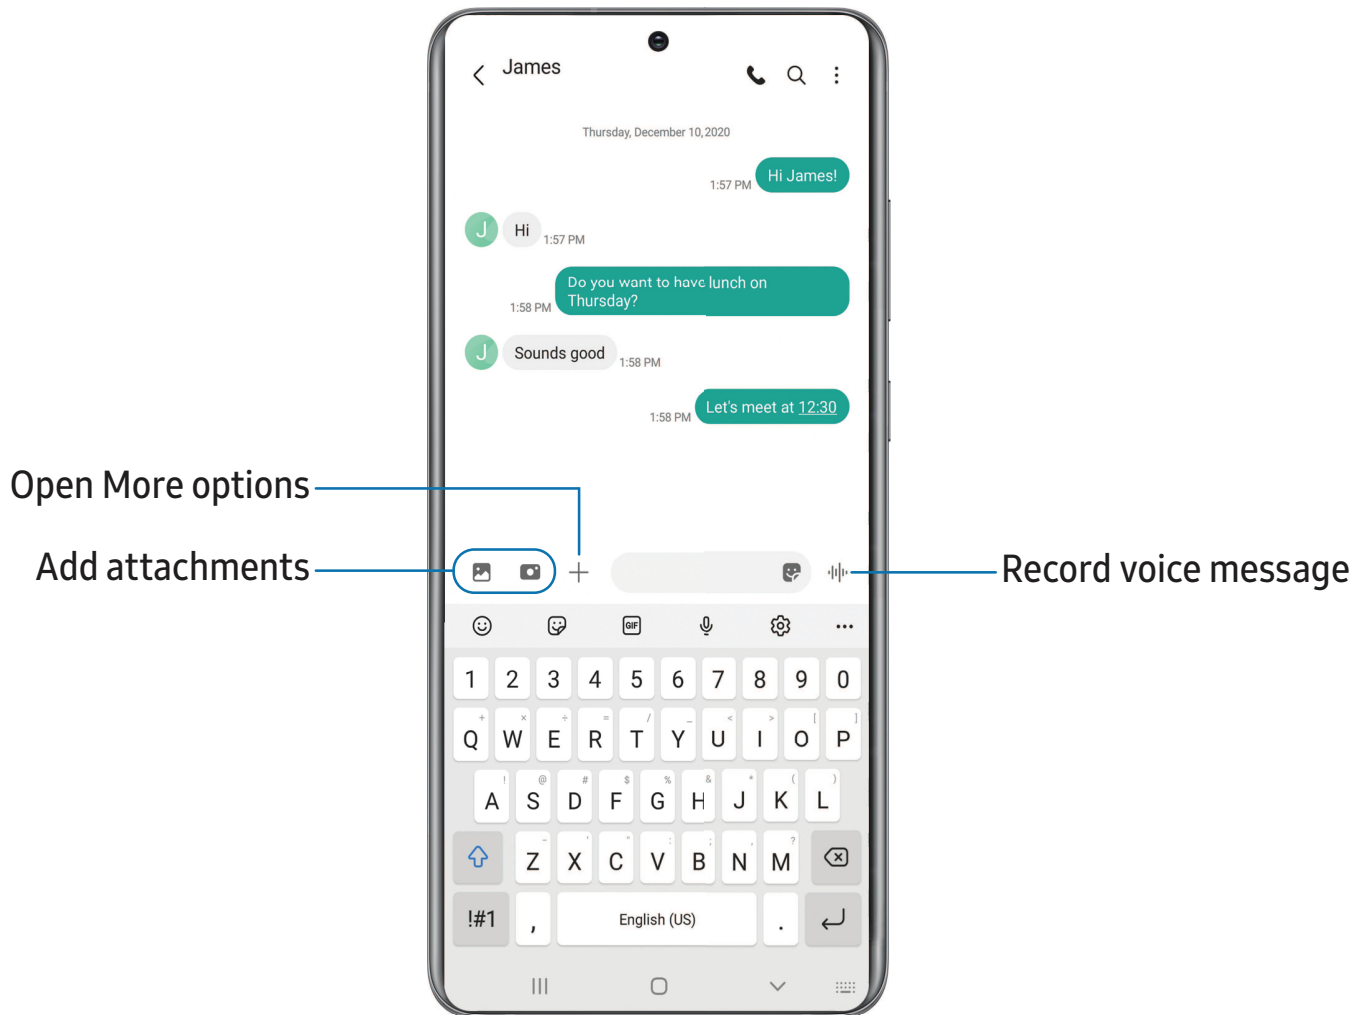 James
Thursday, December 10, 2020
1:57 PM Hi James!
J Hi 1:57 PM
Do you want to have lunch on
1:58 PM Thursday?
J Sounds good 1:58 PM
1:58 PM Let's meet at 12:30
Open More options
Add attachments
Record voice message
GIF
1 2 3 4 5 6 7 8 9 0
+ × ÷ = / _ < > [ ]
Q W E R T Y U I O P
! @ # $ % & * ( )
A S D F G H J K L
- ' " : ; , ?
Z X C V B N M
!#1 , English (US) .